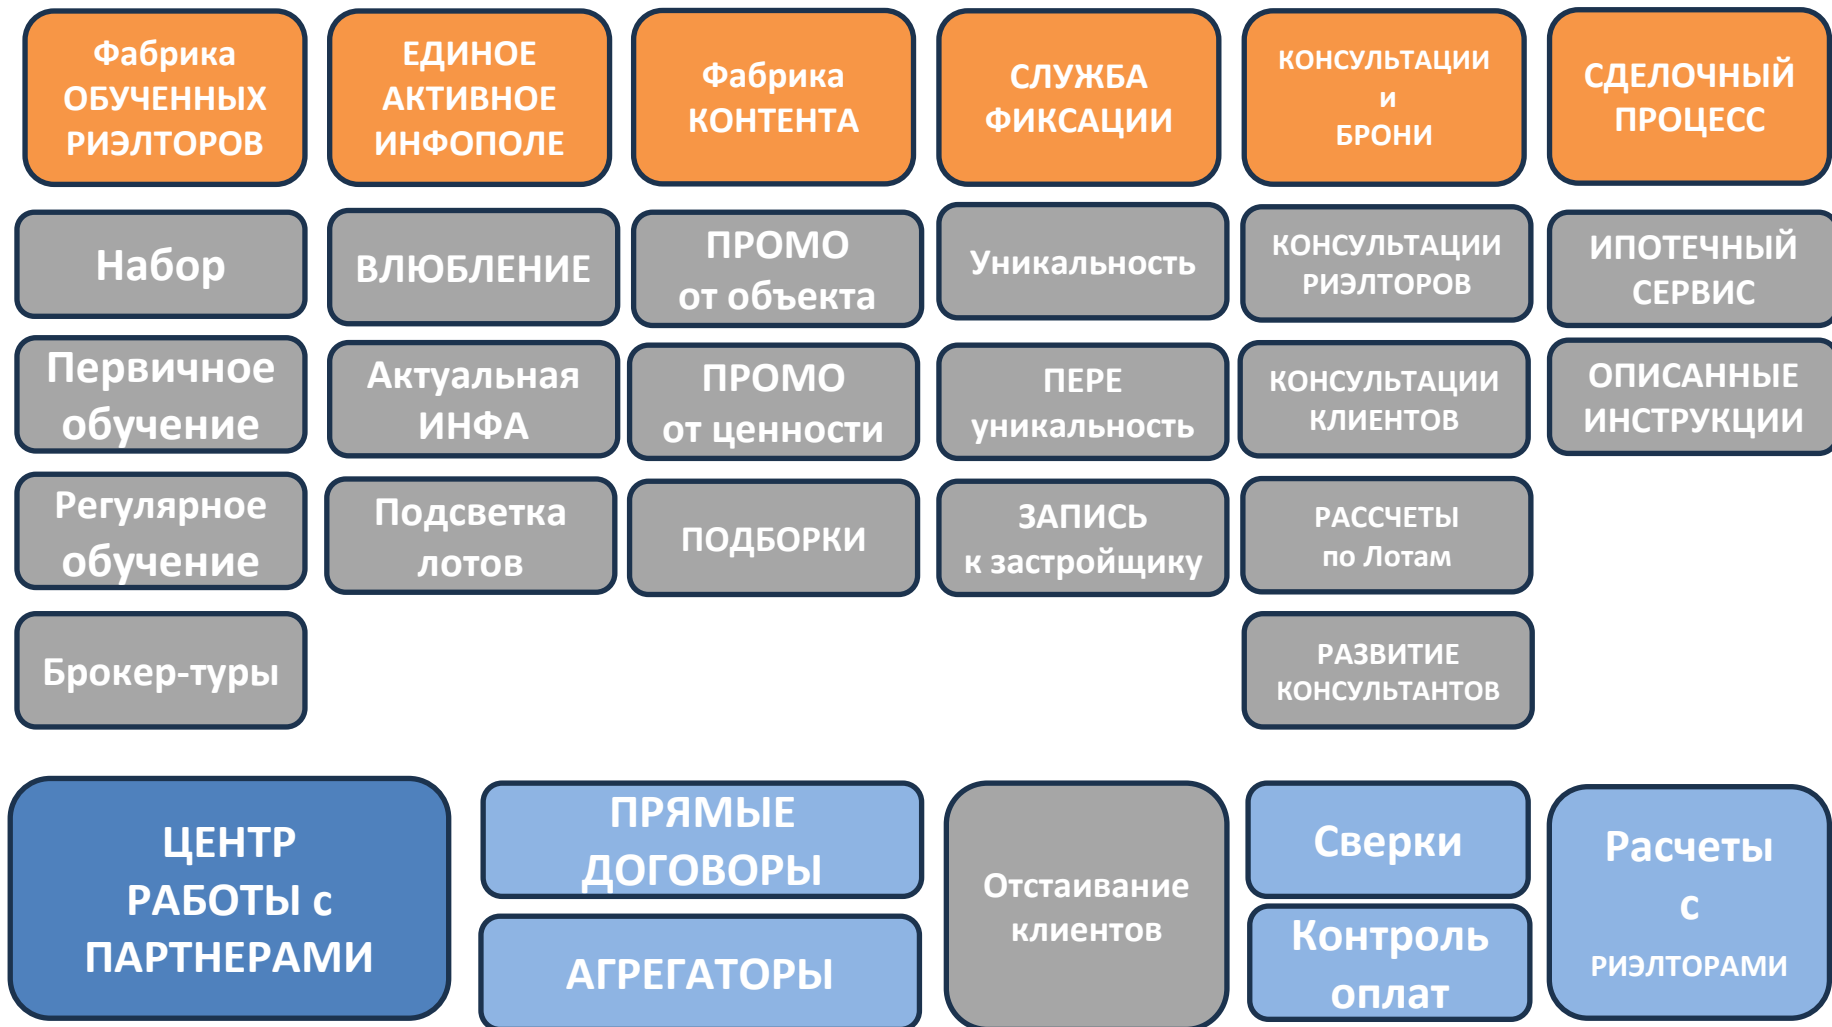 Фабрика
ОБУЧЕННЫХ
РИЭЛТОРОВ
ЕДИНОЕ
АКТИВНОЕ
ИНФОПОЛЕ
Фабрика
КОНТЕНТА
СЛУЖБА
ФИКСАЦИИ
КОНСУЛЬТАЦИИ
и
БРОНИ
СДЕЛОЧНЫЙ
ПРОЦЕСС
Набор
ВЛЮБЛЕНИЕ
ПРОМО
от объекта
Уникальность
КОНСУЛЬТАЦИИ
РИЭЛТОРОВ
ИПОТЕЧНЫЙ
СЕРВИС
Первичное
обучение
Актуальная
ИНФА
ПРОМО
от ценности
ПЕРЕ
уникальность
КОНСУЛЬТАЦИИ
КЛИЕНТОВ
ОПИСАННЫЕ
ИНСТРУКЦИИ
Регулярное
обучение
Подсветка
лотов
ПОДБОРКИ
ЗАПИСЬ
к застройщику
РАССЧЕТЫ
по Лотам
Брокер-туры
РАЗВИТИЕ
КОНСУЛЬТАНТОВ
ЦЕНТР
РАБОТЫ с
ПАРТНЕРАМИ
ПРЯМЫЕ
ДОГОВОРЫ
АГРЕГАТОРЫ
Отстаивание
клиентов
Сверки
Контроль
оплат
Расчеты
с
РИЭЛТОРАМИ